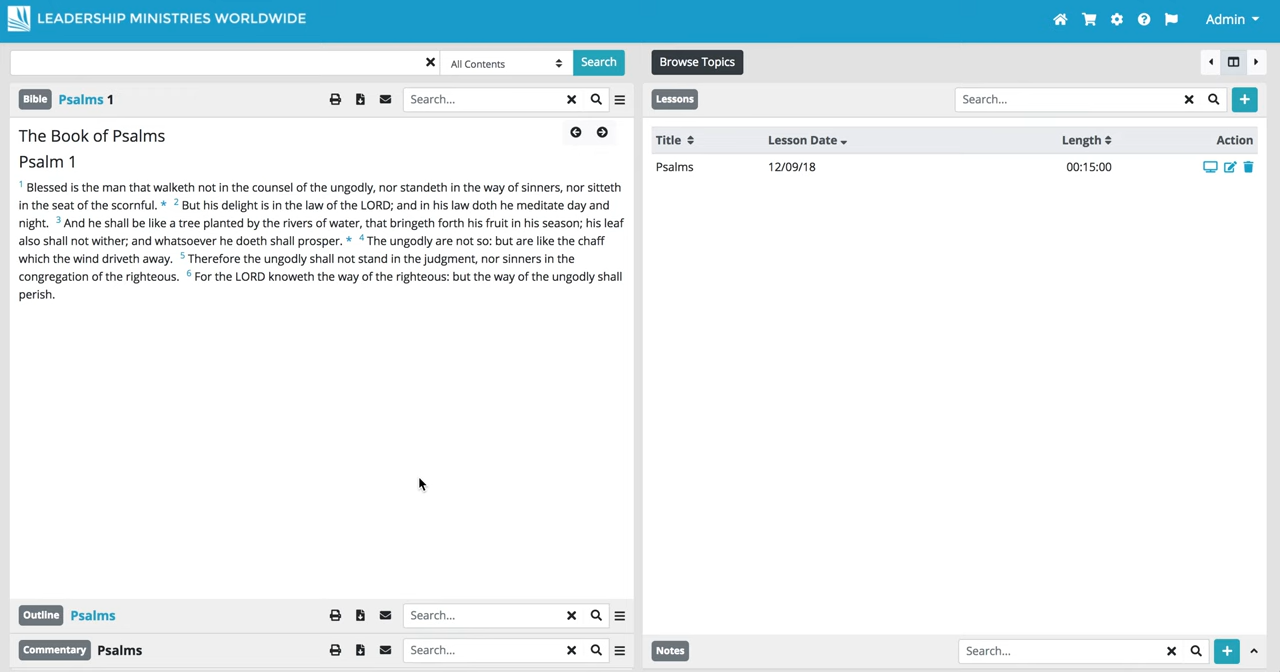 LEADERSHIP MINISTRIES WORLDWIDE
Admin
All Contents
Search
Browse Topics
Bible Psalms 1
Search...
Lessons
Search...
The Book of Psalms
Psalm 1
1 Blessed is the man that walketh not in the counsel of the ungodly, nor standeth in the way of sinners, nor sitteth
in the seat of the scornful. * 2 But his delight is in the law of the LORD; and in his law doth he meditate day and
night. 3 And he shall be like a tree planted by the rivers of water, that bringeth forth his fruit in his season; his leaf
also shall not wither; and whatsoever he doeth shall prosper. * 4 The ungodly are not so: but are like the chaff
which the wind driveth away. 5 Therefore the ungodly shall not stand in the judgment, nor sinners in the
congregation of the righteous. 6 For the LORD knoweth the way of the righteous: but the way of the ungodly shall
perish.
Title Lesson Date Length Action
Psalms 12/09/18 00:15:00
Outline Psalms
Search...
Commentary Psalms
Search...
Notes
Search...